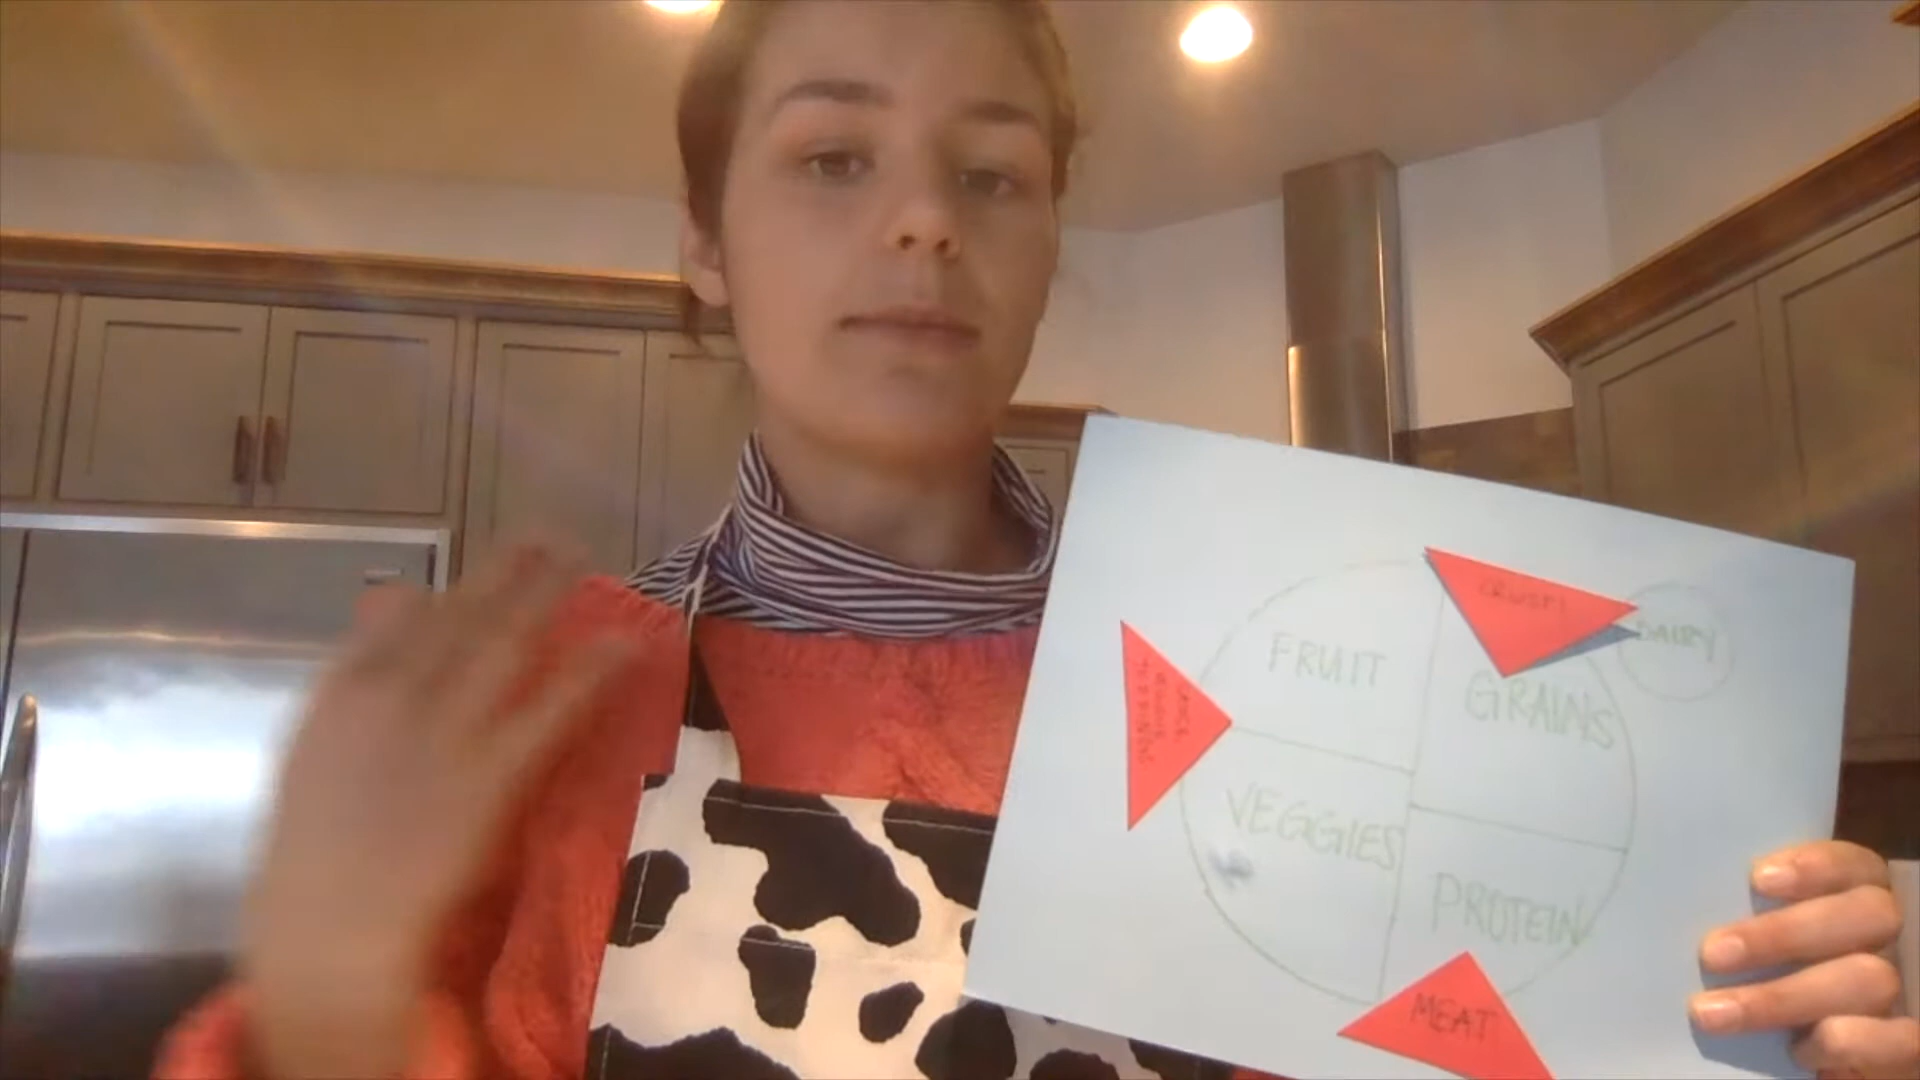 CRUST!
DAIRY
FRUIT
GRAINS
VEGGIES
PROTEIN
MEAT